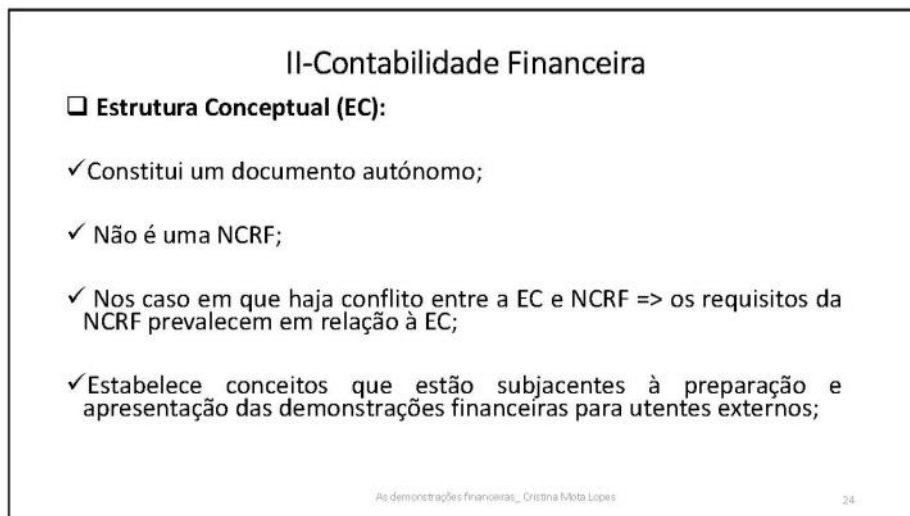 II-Contabilidade Financeira
❑ Estrutura Conceptual (EC):
✓Constitui um documento autónomo;
✓ Não é uma NCRF;
✓ Nos caso em que haja conflito entre a EC e NCRF => os requisitos da
NCRF prevalecem em relação à EC;
✓Estabelece conceitos que estão subjacentes à preparação e
apresentação das demonstrações financeiras para utentes externos;
As demonstrações financeiras_ Cristina Mota Lopes
24